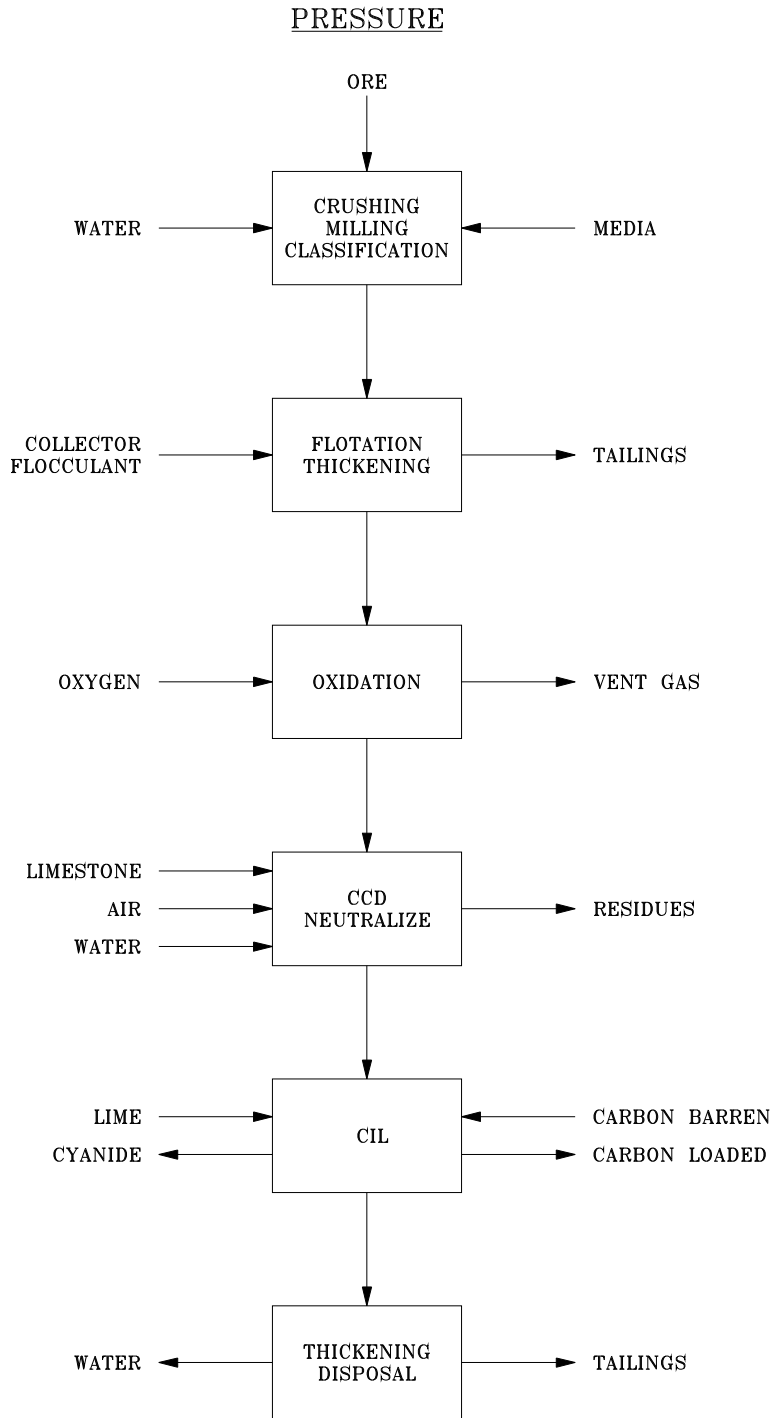 PRESSURE
ORE
WATER
CRUSHING
MILLING
CLASSIFICATION
MEDIA
COLLECTOR
FLOCCULANT
FLOTATION
THICKENING
TAILINGS
OXYGEN
OXIDATION
VENT GAS
LIMESTONE
AIR
WATER
CCD
NEUTRALIZE
RESIDUES
LIME
CYANIDE
CIL
CARBON BARREN
CARBON LOADED
WATER
THICKENING
DISPOSAL
TAILINGS